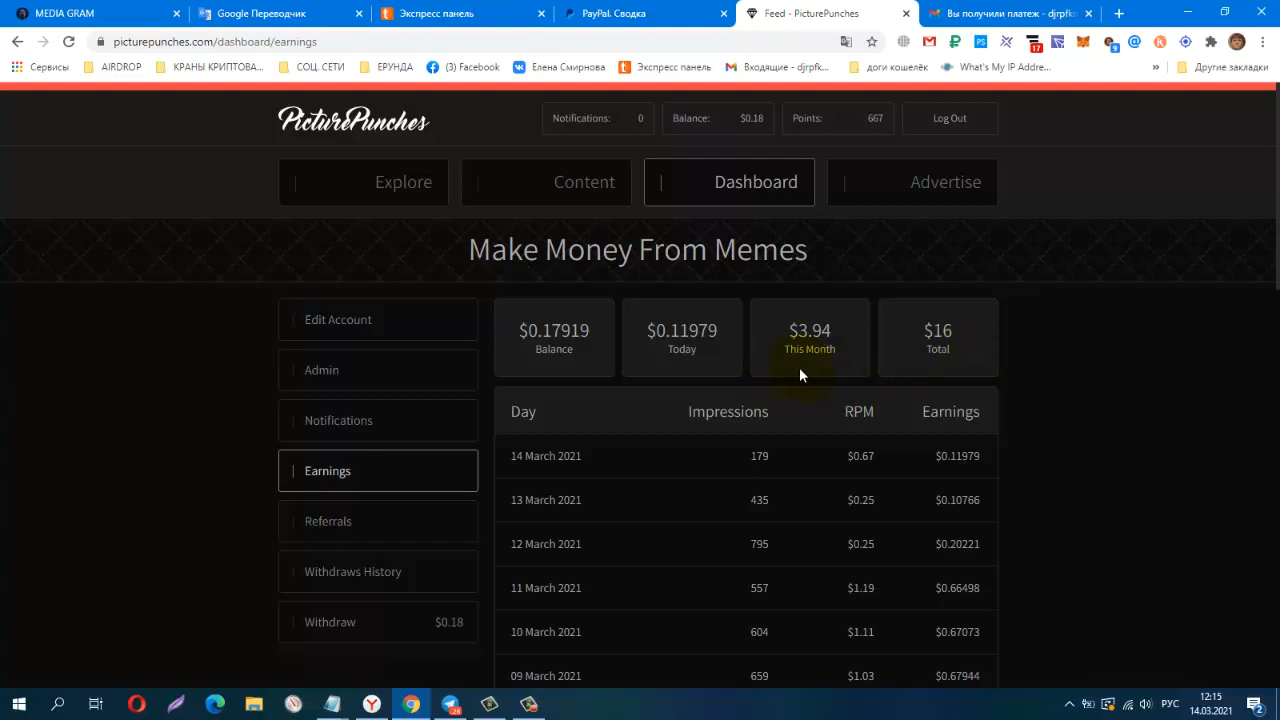 MEDIA GRAM
Google Переводчик
Экспресс панель
PayPal. Сводка
Feed - PicturePunches
Вы получили платеж - djrpfkn
picturepunches.com/dashboard/earnings
17
9
Сервисы
AIRDROP
КРАНЫ КРИПТОВА...
СОЦ. СЕТИ
ЕРУНДА
(3) Facebook
Елена Смирнова
Экспресс панель
Входящие - djrpfk...
доги кошелёк
What's My IP Addre...
»
Другие закладки
PicturePunches
Notifications: 0
Balance: $0.18
Points: 667
Log Out
Explore
Content
Dashboard
Advertise
Make Money From Memes
Edit Account
Admin
Notifications
Earnings
Referrals
Withdraws History
Withdraw $0.18
$0.17919
Balance
$0.11979
Today
$3.94
This Month
$16
Total
Day Impressions RPM Earnings
14 March 2021 179 $0.67 $0.11979
13 March 2021 435 $0.25 $0.10766
12 March 2021 795 $0.25 $0.20221
11 March 2021 557 $1.19 $0.66498
10 March 2021 604 $1.11 $0.67073
09 March 2021 659 $1.03 $0.67944
РУС
12:15
14.03.2021
2